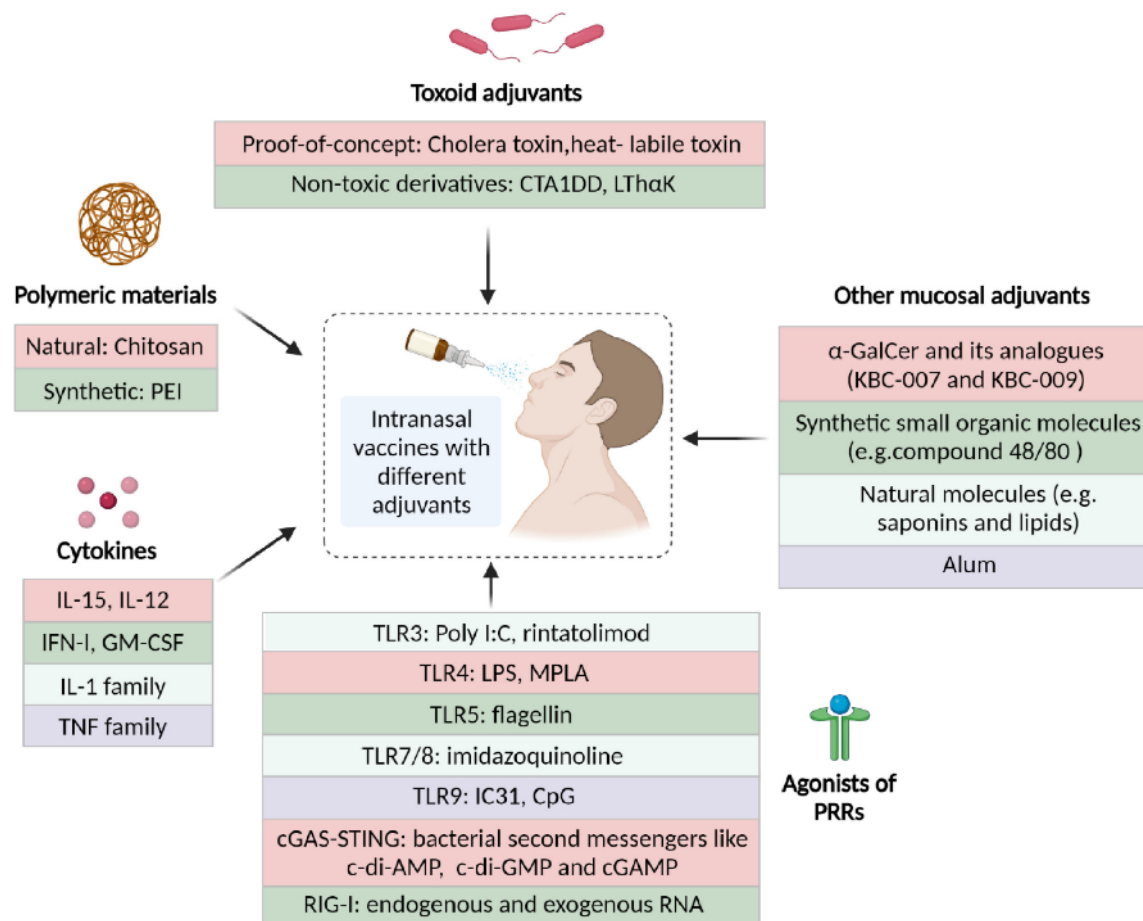 Toxoid adjuvants
Proof-of-concept: Cholera toxin,heat- labile toxin
Non-toxic derivatives: CTA1DD, LThαK
Polymeric materials
Natural: Chitosan
Synthetic: PEI
Other mucosal adjuvants
α-GalCer and its analogues
(KBC-007 and KBC-009)
Synthetic small organic molecules
(e.g.compound 48/80 )
Natural molecules (e.g.
saponins and lipids)
Alum
Intranasal
vaccines with
different
adjuvants
Cytokines
IL-15, IL-12
IFN-I, GM-CSF
IL-1 family
TNF family
TLR3: Poly I:C, rintatolimod
TLR4: LPS, MPLA
TLR5: flagellin
TLR7/8: imidazoquinoline
TLR9: IC31, CpG
cGAS-STING: bacterial second messengers like
c-di-AMP, c-di-GMP and cGAMP
RIG-I: endogenous and exogenous RNA
Agonists of
PRRs